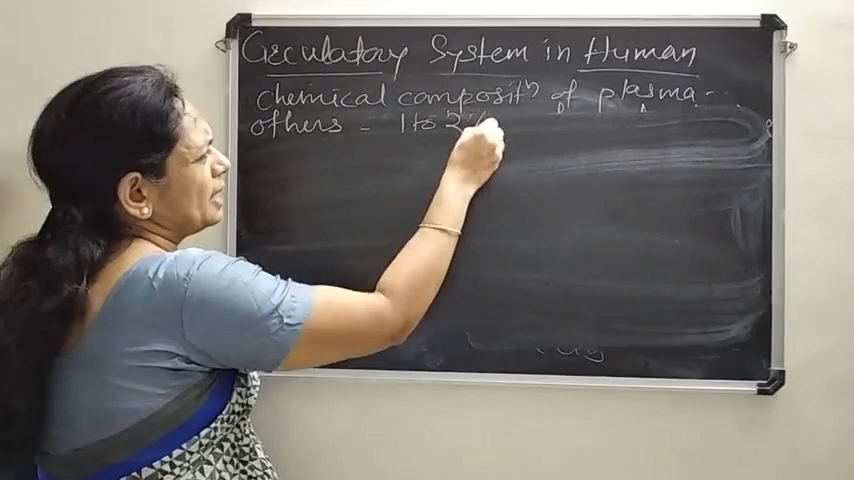 Circulatory System in Human
Chemical compositn of plasma...
others - 1 to 2%